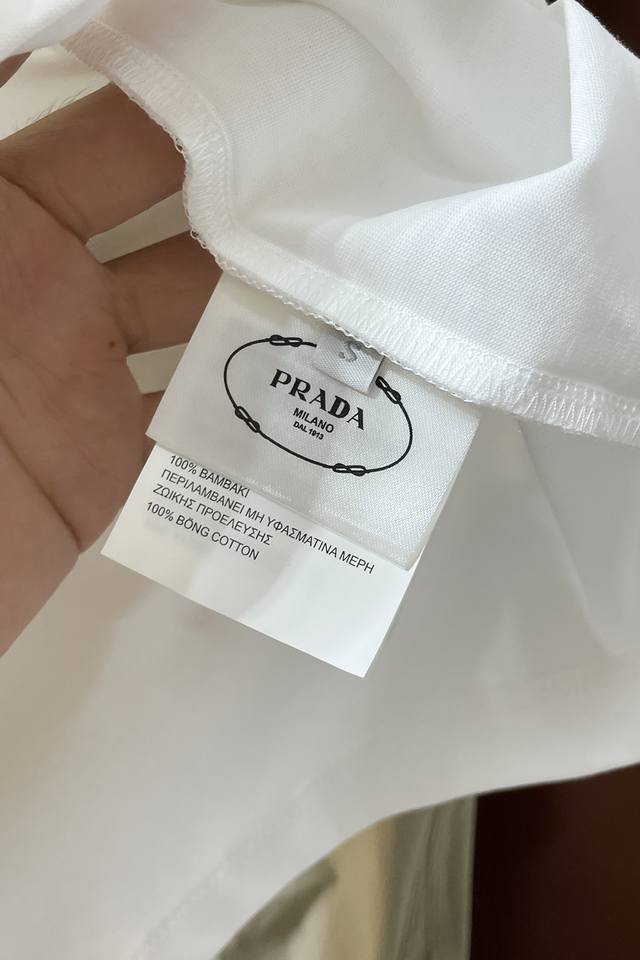 S
PRADA
MILANO
DAL 1913
100% ΒΑΜΒΑΚΙ
ΠΕΡΙΛΑΜΒΑΝΕΙ ΜΗ ΥΦΑΣΜΑΤΙΝΑ ΜΕΡΗ
ΖΩΙΚΗΣ ΠΡΟΕΛΕΥΣΗΣ
100% BÔNG COTTON